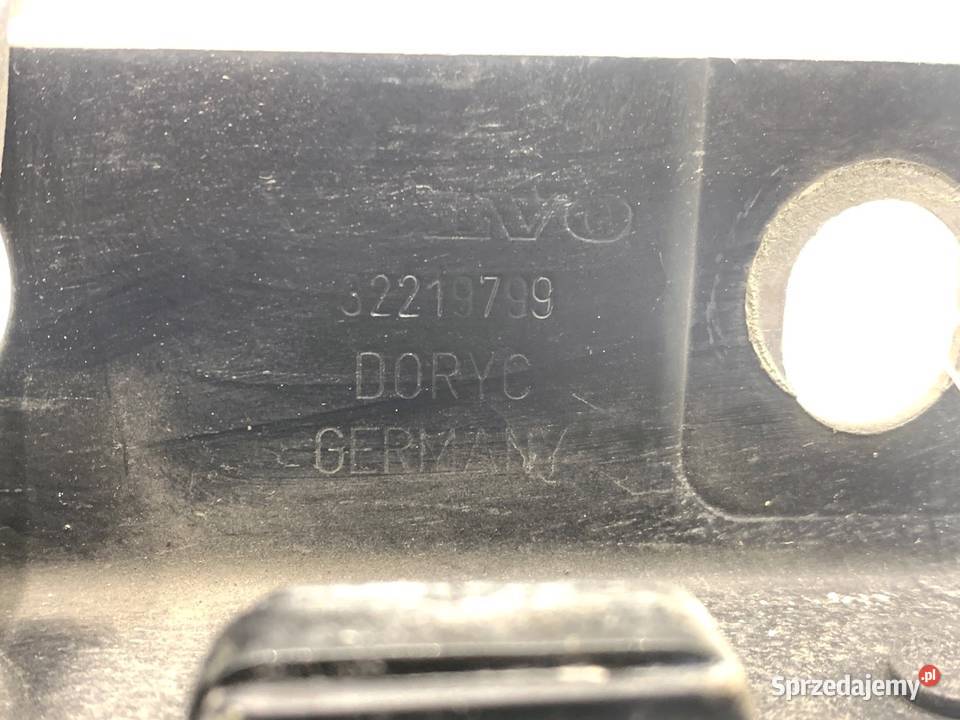 VOLVO
32219799
DORYC
GERMANY
Sprzedajemy.pl